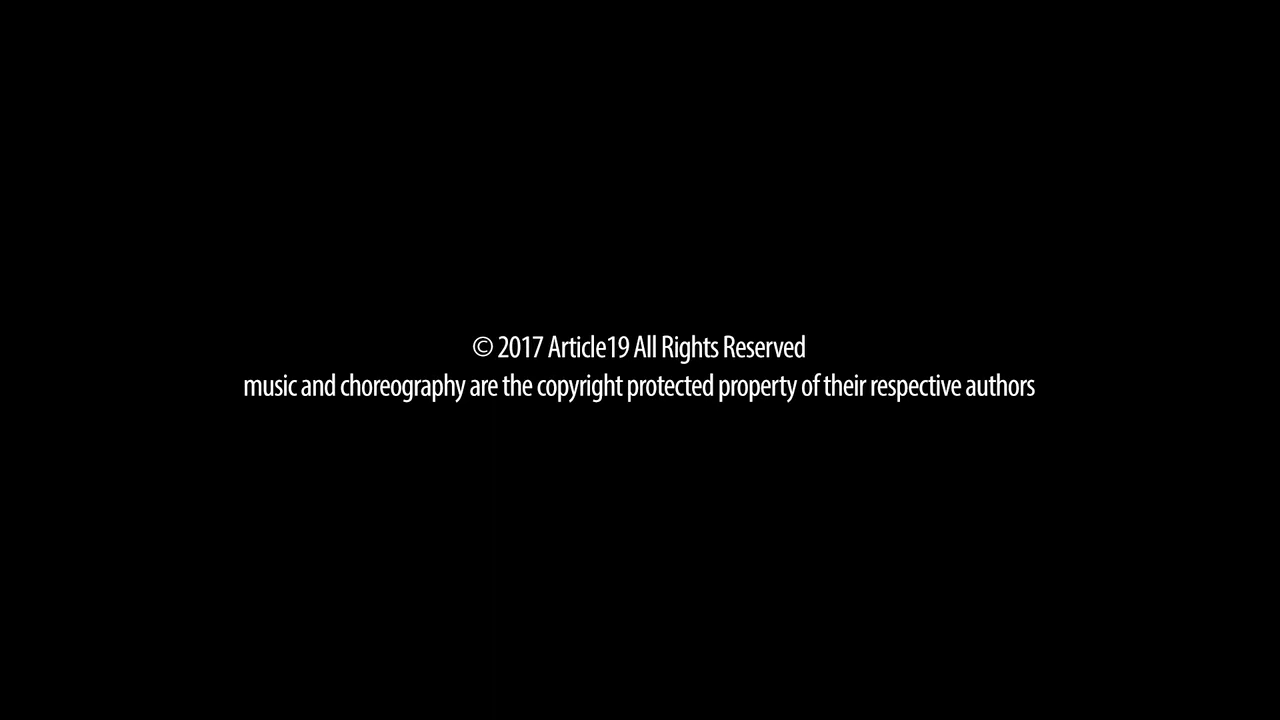 © 2017 Article19 All Rights Reserved
music and choreography are the copyright protected property of their respective authors